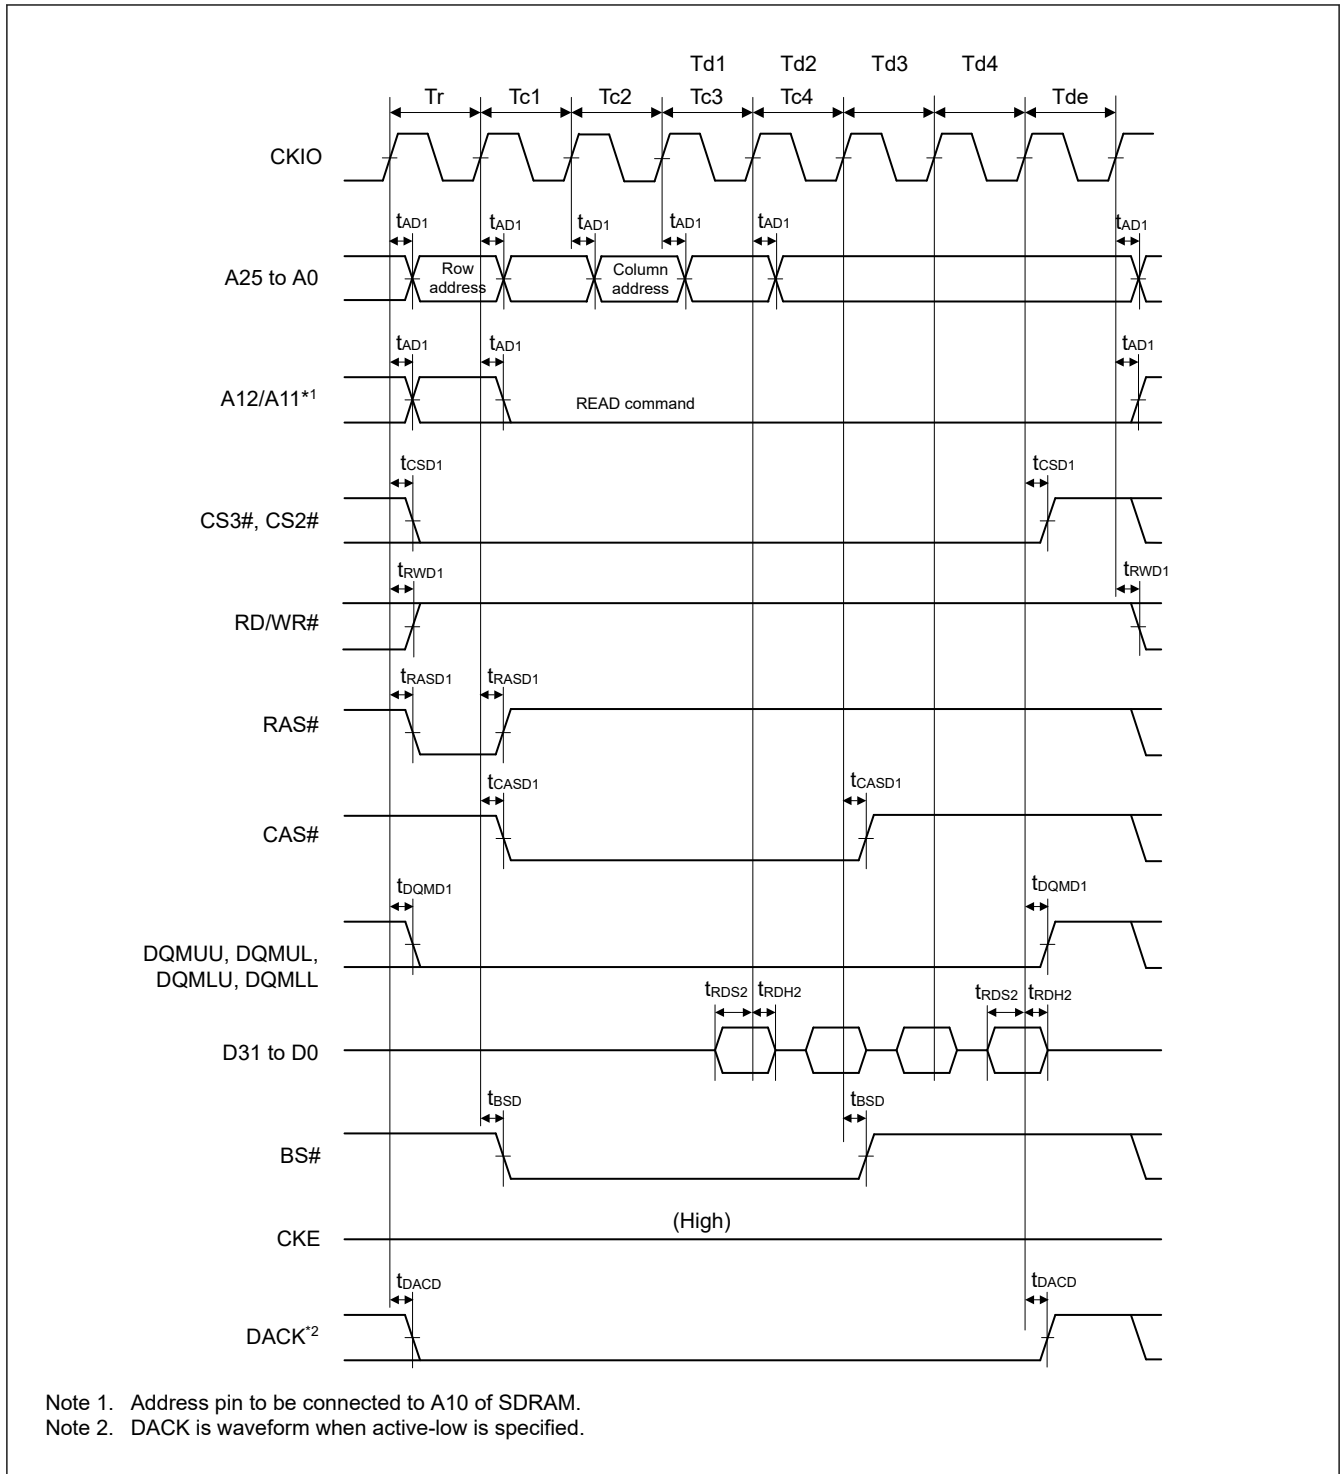 Td1 Td2 Td3 Td4
Tr Tc1 Tc2 Tc3 Tc4 Tde
CKIO
tAD1 tAD1 tAD1 tAD1 tAD1 tAD1
A25 to A0
Row
address
Column
address
tAD1 tAD1 tAD1
A12/A11*1
READ command
tCSD1 tCSD1
CS3#, CS2#
tRWD1 tRWD1
RD/WR#
tRASD1 tRASD1
RAS#
tCASD1 tCASD1
CAS#
tDQMD1 tDQMD1
DQMUU, DQMUL,
DQMLU, DQMLL
tRDS2 tRDH2 tRDS2 tRDH2
D31 to D0
tBSD tBSD
BS#
(High)
CKE
tDACD tDACD
DACK*2
Note 1. Address pin to be connected to A10 of SDRAM.
Note 2. DACK is waveform when active-low is specified.